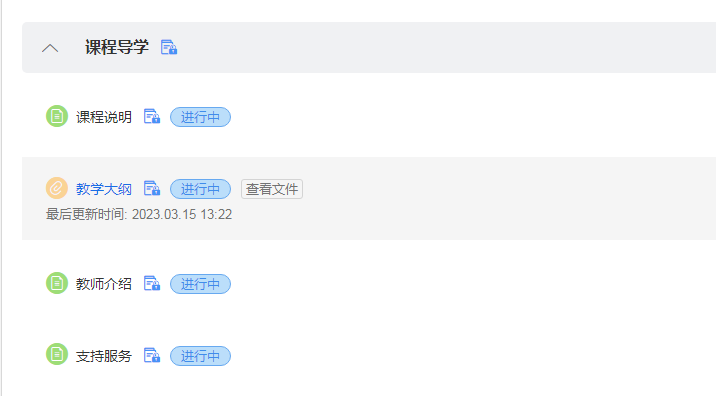 课程导学
课程说明 进行中
教学大纲 进行中 查看文件
最后更新时间: 2023.03.15 13:22
教师介绍 进行中
支持服务 进行中